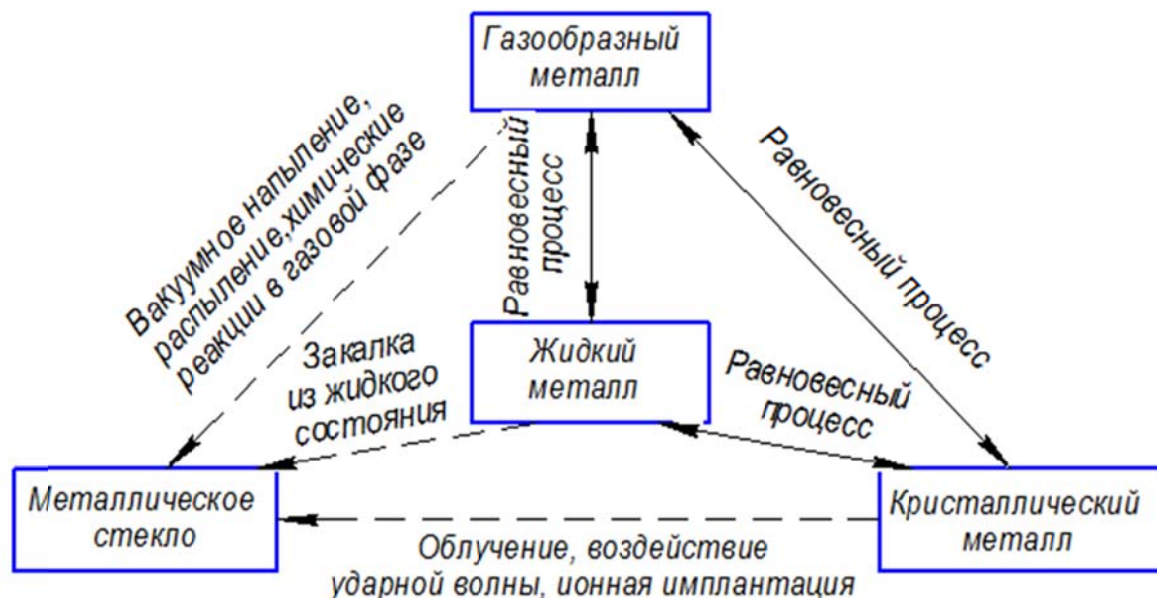 Газообразный
металл
Вакуумное напыление,
распыление,химические
реакции в газовой фазе
Равновесный
процесс
Равновесный процесс
Закалка
из жидкого
состояния
Жидкий
металл
Равновесный
процесс
Металлическое
стекло
Кристаллический
металл
Облучение, воздействие
ударной волны, ионная имплантация